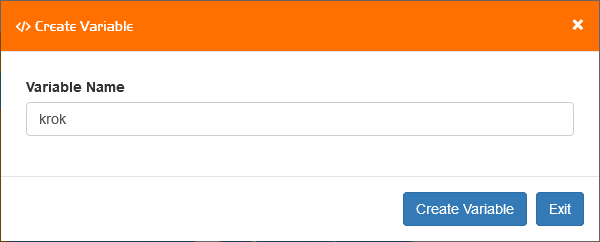 </> Create Variable ×
Variable Name
krok
Create Variable Exit